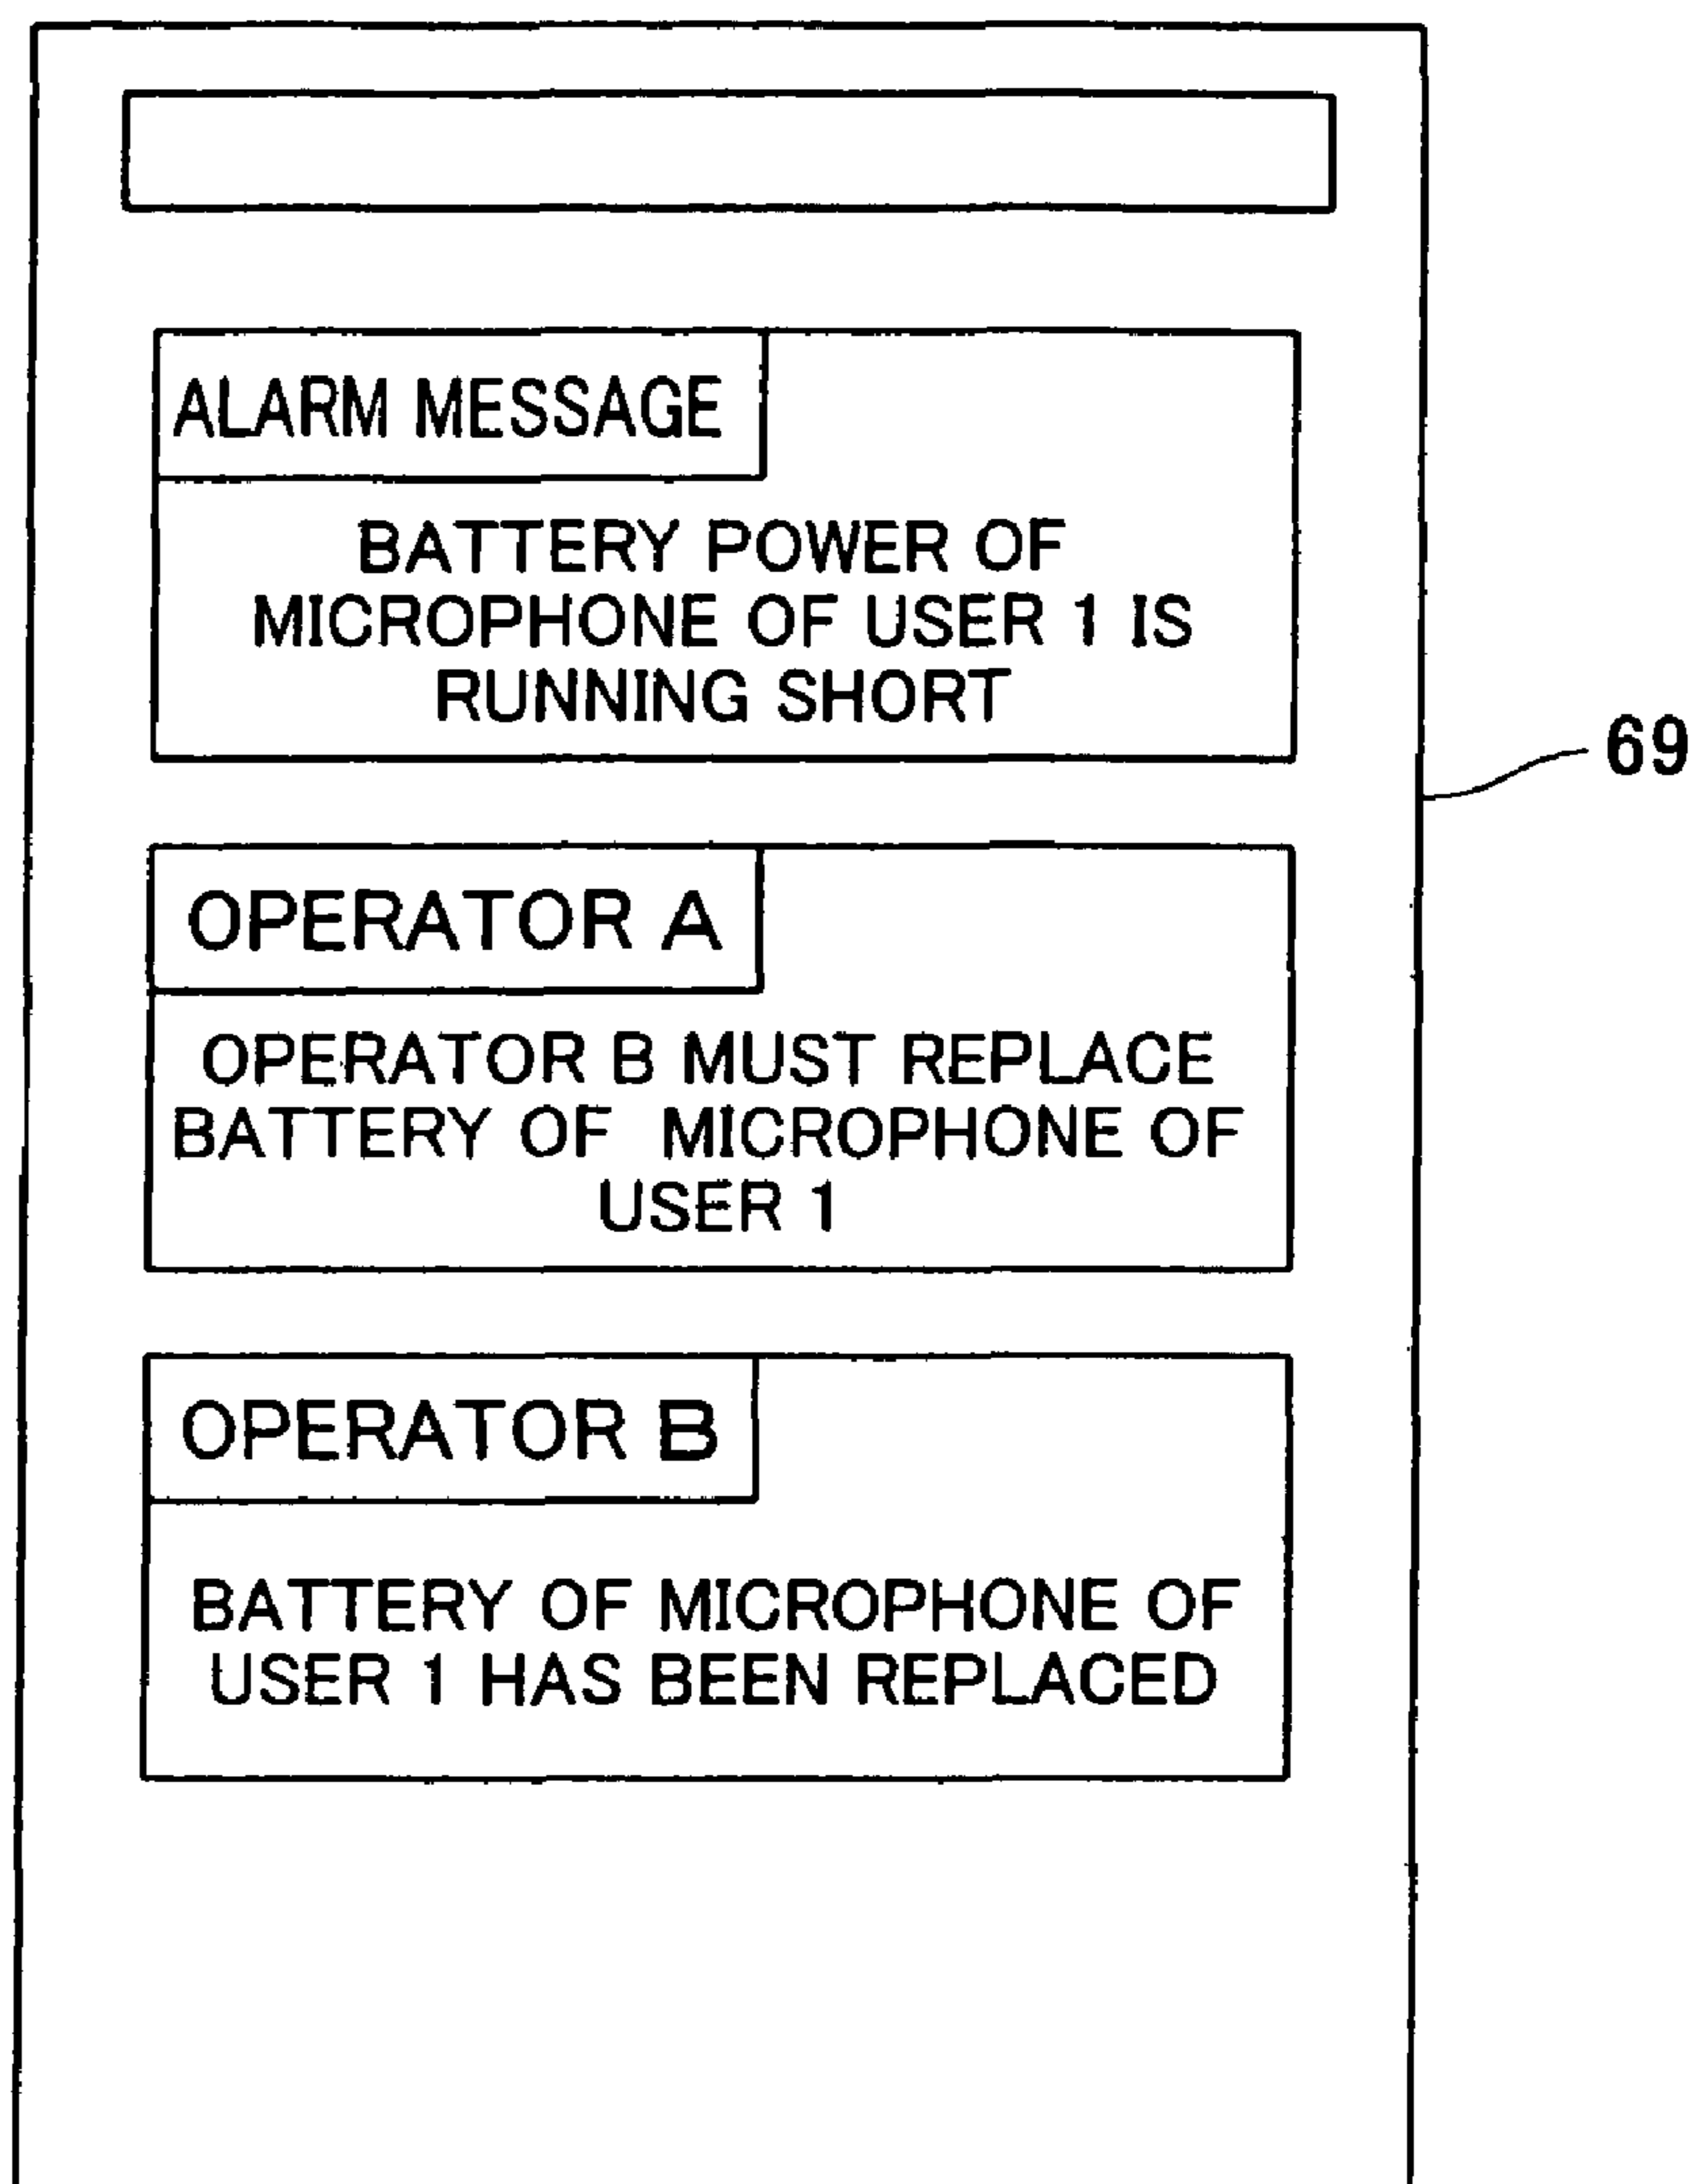 ALARM MESSAGE
BATTERY POWER OF
MICROPHONE OF USER 1 IS
RUNNING SHORT
69
OPERATOR A
OPERATOR B MUST REPLACE
BATTERY OF MICROPHONE OF
USER 1
OPERATOR B
BATTERY OF MICROPHONE OF
USER 1 HAS BEEN REPLACED